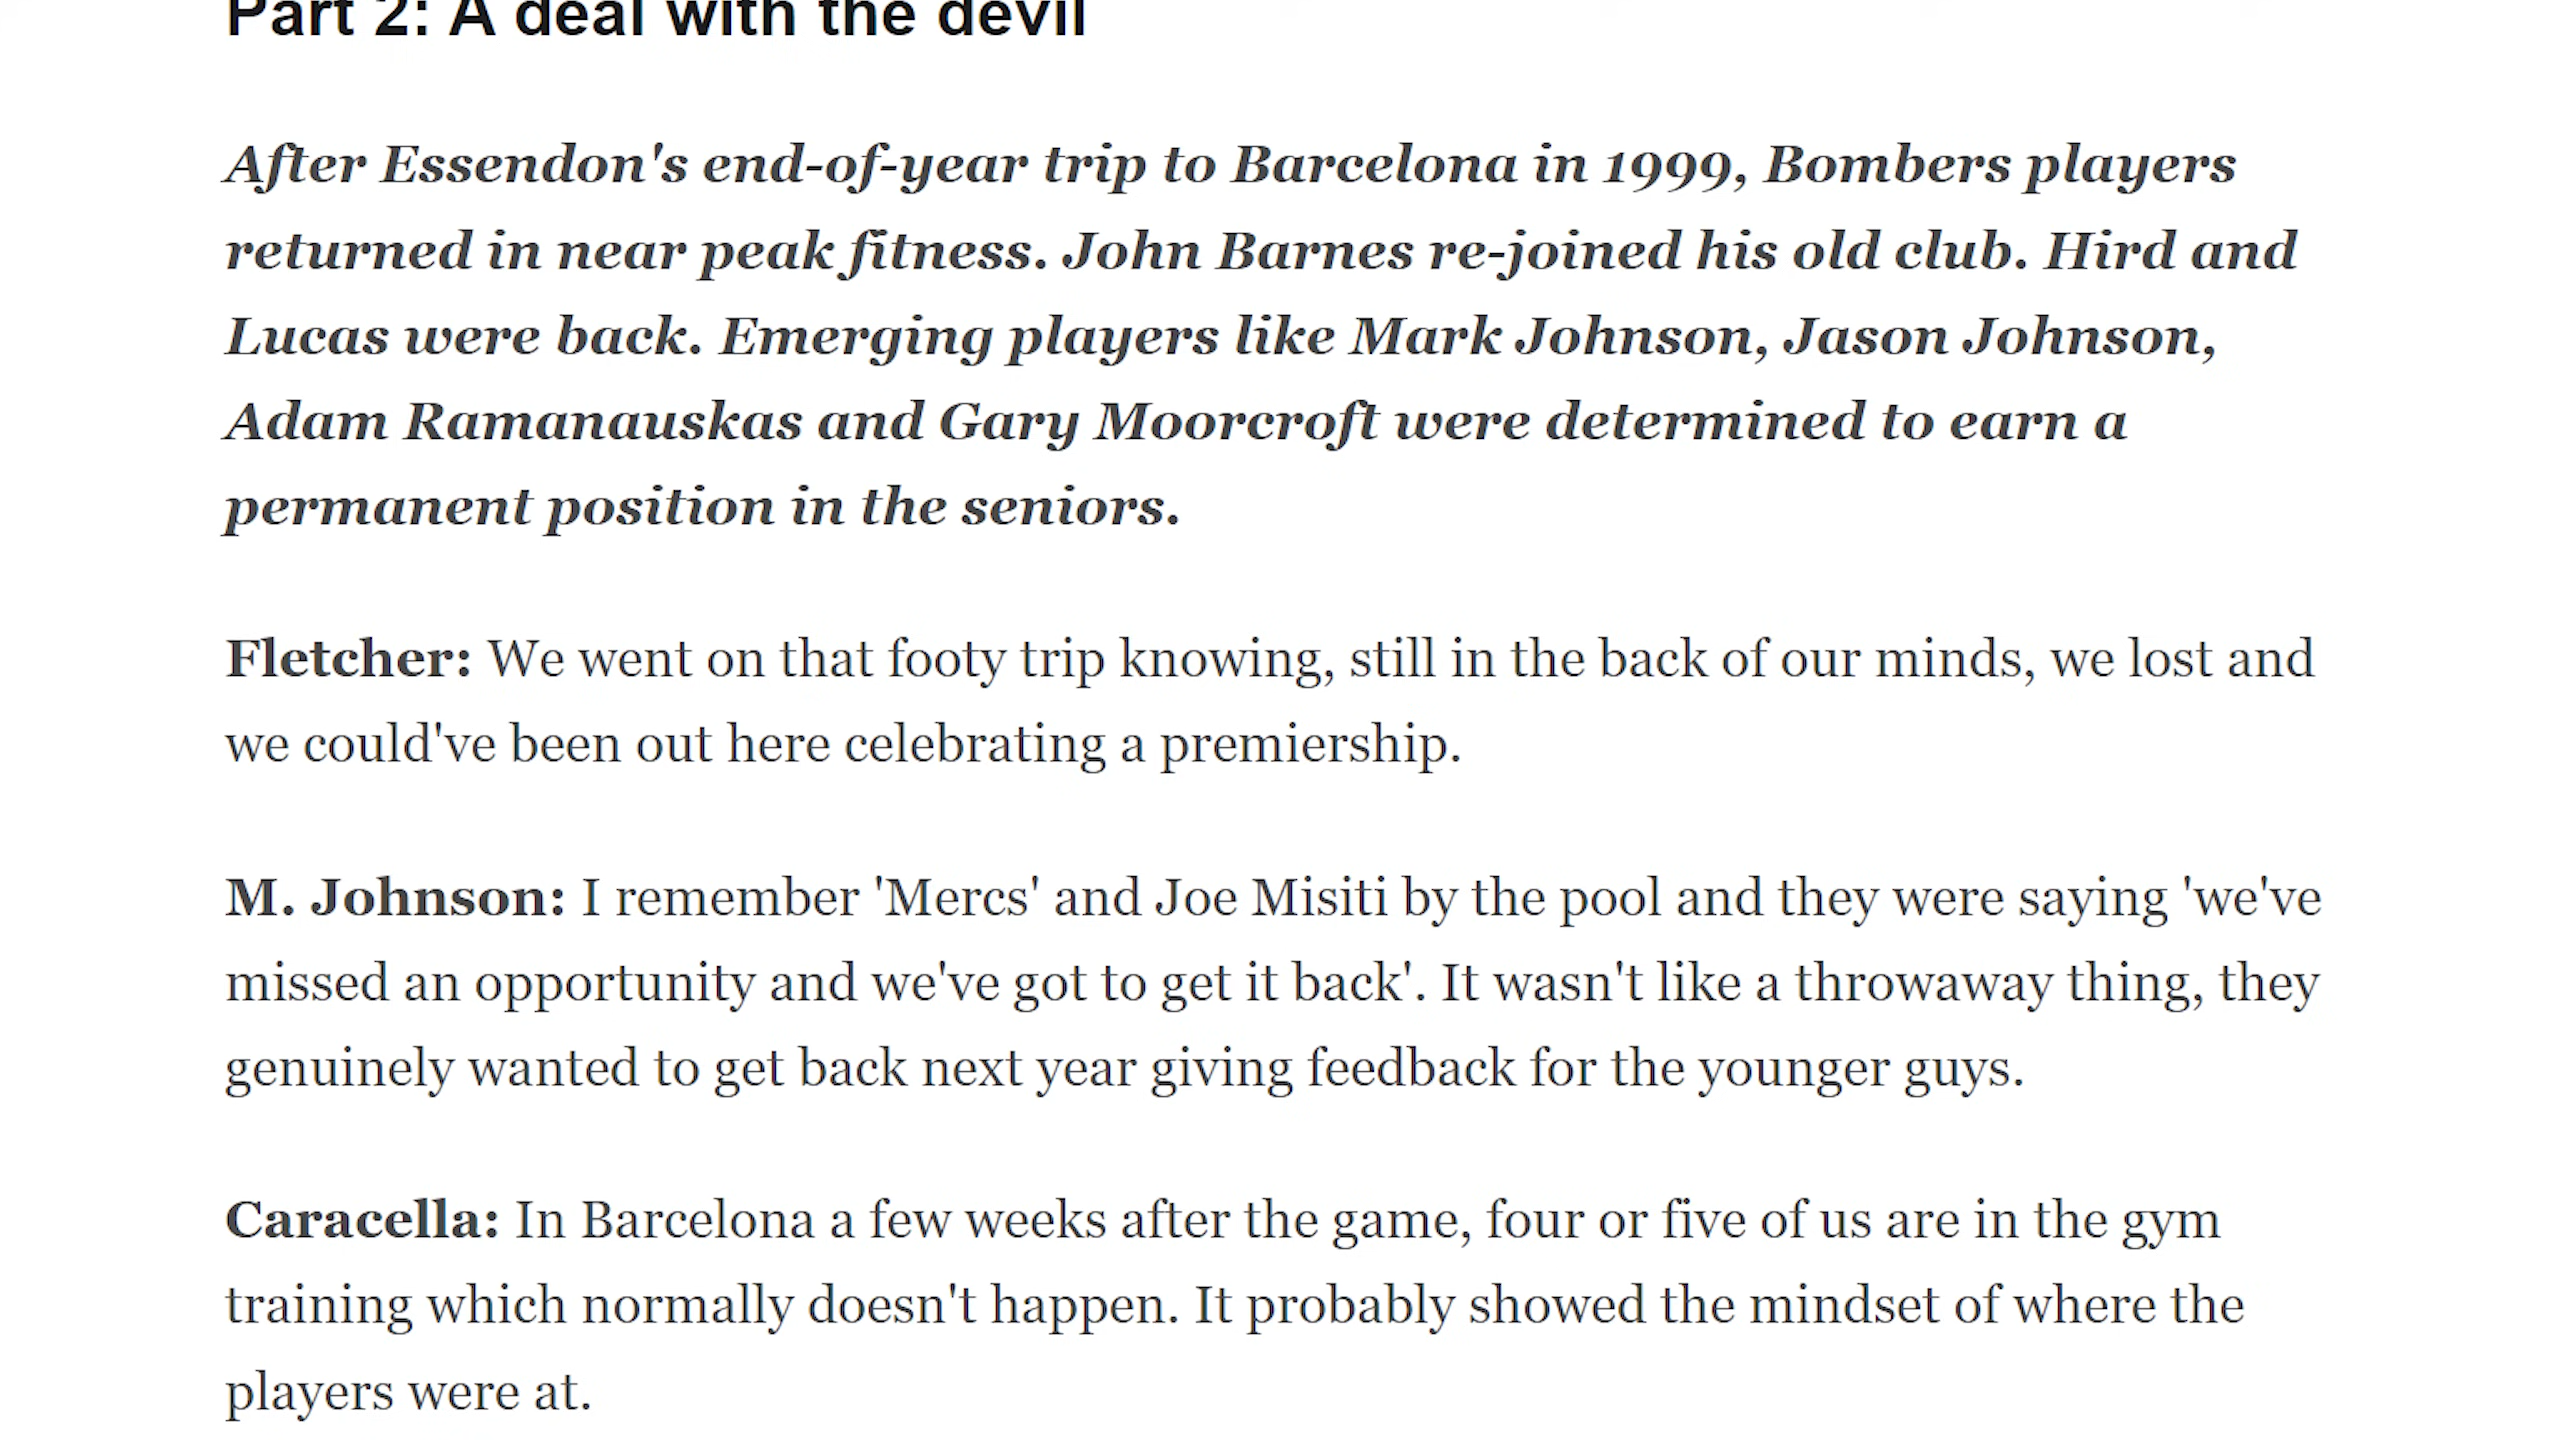 Part 2: A deal with the devil
After Essendon's end-of-year trip to Barcelona in 1999, Bombers players
returned in near peak fitness. John Barnes re-joined his old club. Hird and
Lucas were back. Emerging players like Mark Johnson, Jason Johnson,
Adam Ramanauskas and Gary Moorcroft were determined to earn a
permanent position in the seniors.
Fletcher: We went on that footy trip knowing, still in the back of our minds, we lost and
we could've been out here celebrating a premiership.
M. Johnson: I remember 'Mercs' and Joe Misiti by the pool and they were saying 'we've
missed an opportunity and we've got to get it back'. It wasn't like a throwaway thing, they
genuinely wanted to get back next year giving feedback for the younger guys.
Caracella: In Barcelona a few weeks after the game, four or five of us are in the gym
training which normally doesn't happen. It probably showed the mindset of where the
players were at.